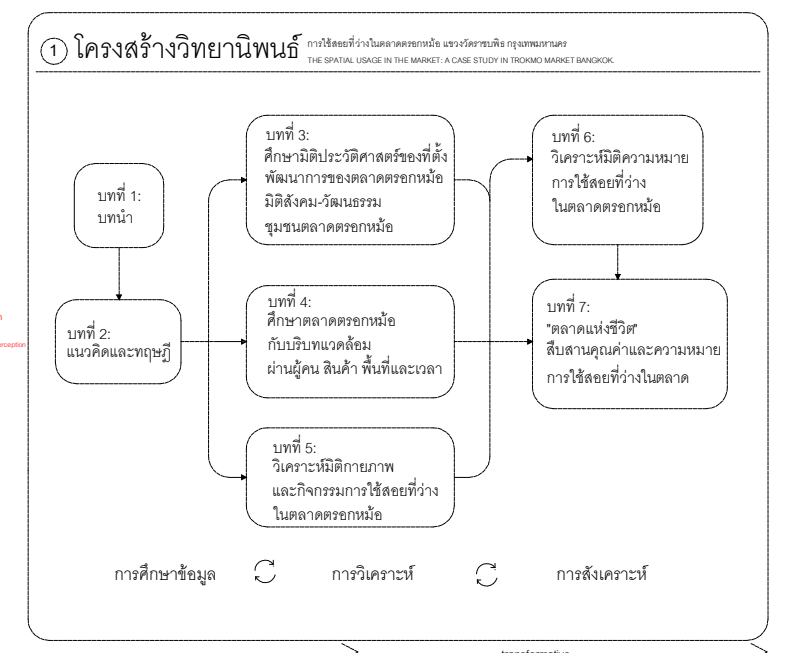 1 โครงสร้างวิทยานิพนธ์
การใช้สอยที่ว่างในตลาดตรอกหม้อ แขวงวัดราชบพิธ กรุงเทพมหานคร
THE SPATIAL USAGE IN THE MARKET: A CASE STUDY IN TROKMO MARKET BANGKOK.
บทที่ 1:
บทนำ
บทที่ 2:
แนวคิดและทฤษฎี
บทที่ 3:
ศึกษามิติประวัติศาสตร์ของที่ตั้ง
พัฒนาการของตลาดตรอกหม้อ
มิติสังคม-วัฒนธรรม
ชุมชนตลาดตรอกหม้อ
บทที่ 4:
ศึกษาตลาดตรอกหม้อ
กับบริบทแวดล้อม
ผ่านผู้คน สินค้า พื้นที่และเวลา
บทที่ 5:
วิเคราะห์มิติกายภาพ
และกิจกรรมการใช้สอยที่ว่าง
ในตลาดตรอกหม้อ
บทที่ 6:
วิเคราะห์มิติความหมาย
การใช้สอยที่ว่าง
ในตลาดตรอกหม้อ
บทที่ 7:
"ตลาดแห่งชีวิต"
สืบสานคุณค่าและความหมาย
การใช้สอยที่ว่างในตลาด
การศึกษาข้อมูล
การวิเคราะห์
การสังเคราะห์
erception